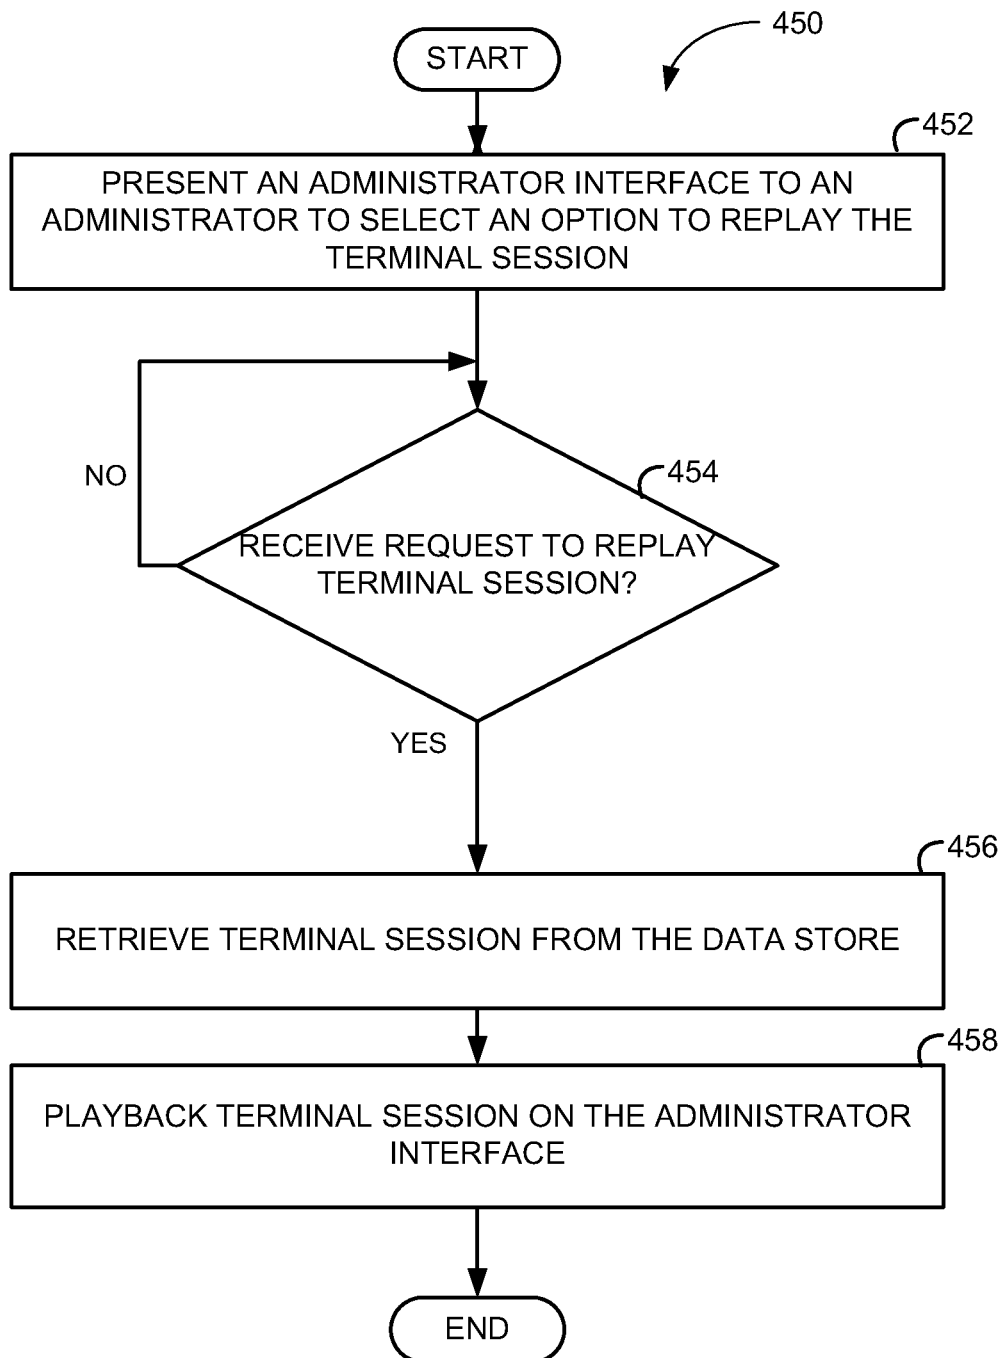 450
START
452
PRESENT AN ADMINISTRATOR INTERFACE TO AN
ADMINISTRATOR TO SELECT AN OPTION TO REPLAY THE
TERMINAL SESSION
NO
454
RECEIVE REQUEST TO REPLAY
TERMINAL SESSION?
YES
456
RETRIEVE TERMINAL SESSION FROM THE DATA STORE
458
PLAYBACK TERMINAL SESSION ON THE ADMINISTRATOR
INTERFACE
END